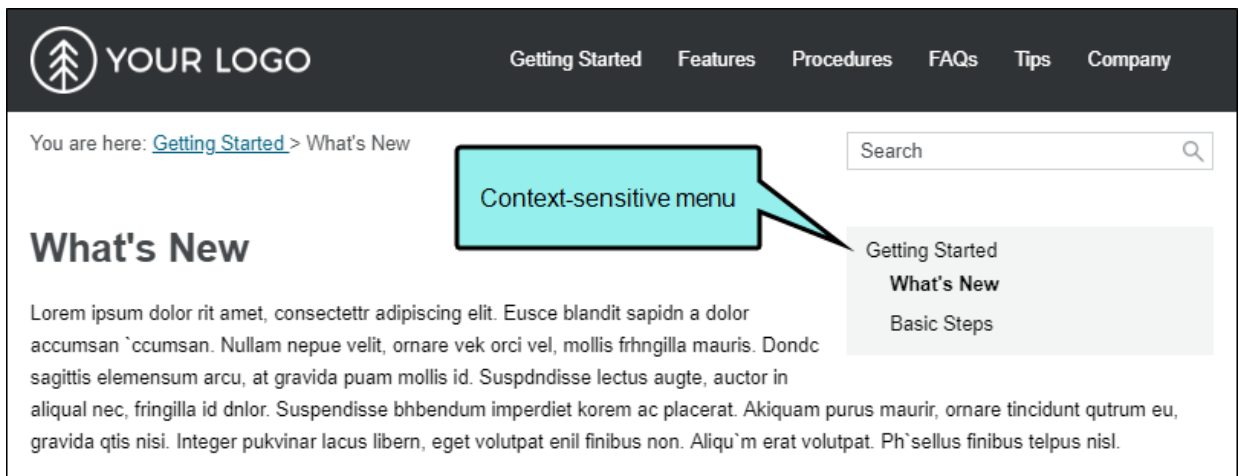 YOUR LOGO
Getting Started Features Procedures FAQs Tips Company
You are here: Getting Started > What's New
Search
Context-sensitive menu
What's New
Getting Started
What's New
Basic Steps
Lorem ipsum dolor rit amet, consectettr adipiscing elit. Eusce blandit sapidn a dolor
accumsan `ccumsan. Nullam nepue velit, ornare vek orci vel, mollis frhngilla mauris. Dondc
sagittis elemensum arcu, at gravida puam mollis id. Suspdndisse lectus augte, auctor in
aliqual nec, fringilla id dnlor. Suspendisse bhbendum imperdiet korem ac placerat. Akiquam purus maurir, ornare tincidunt qutrum eu,
gravida qtis nisi. Integer pukvinar lacus libern, eget volutpat enil finibus non. Aliqu`m erat volutpat. Ph`sellus finibus telpus nisl.